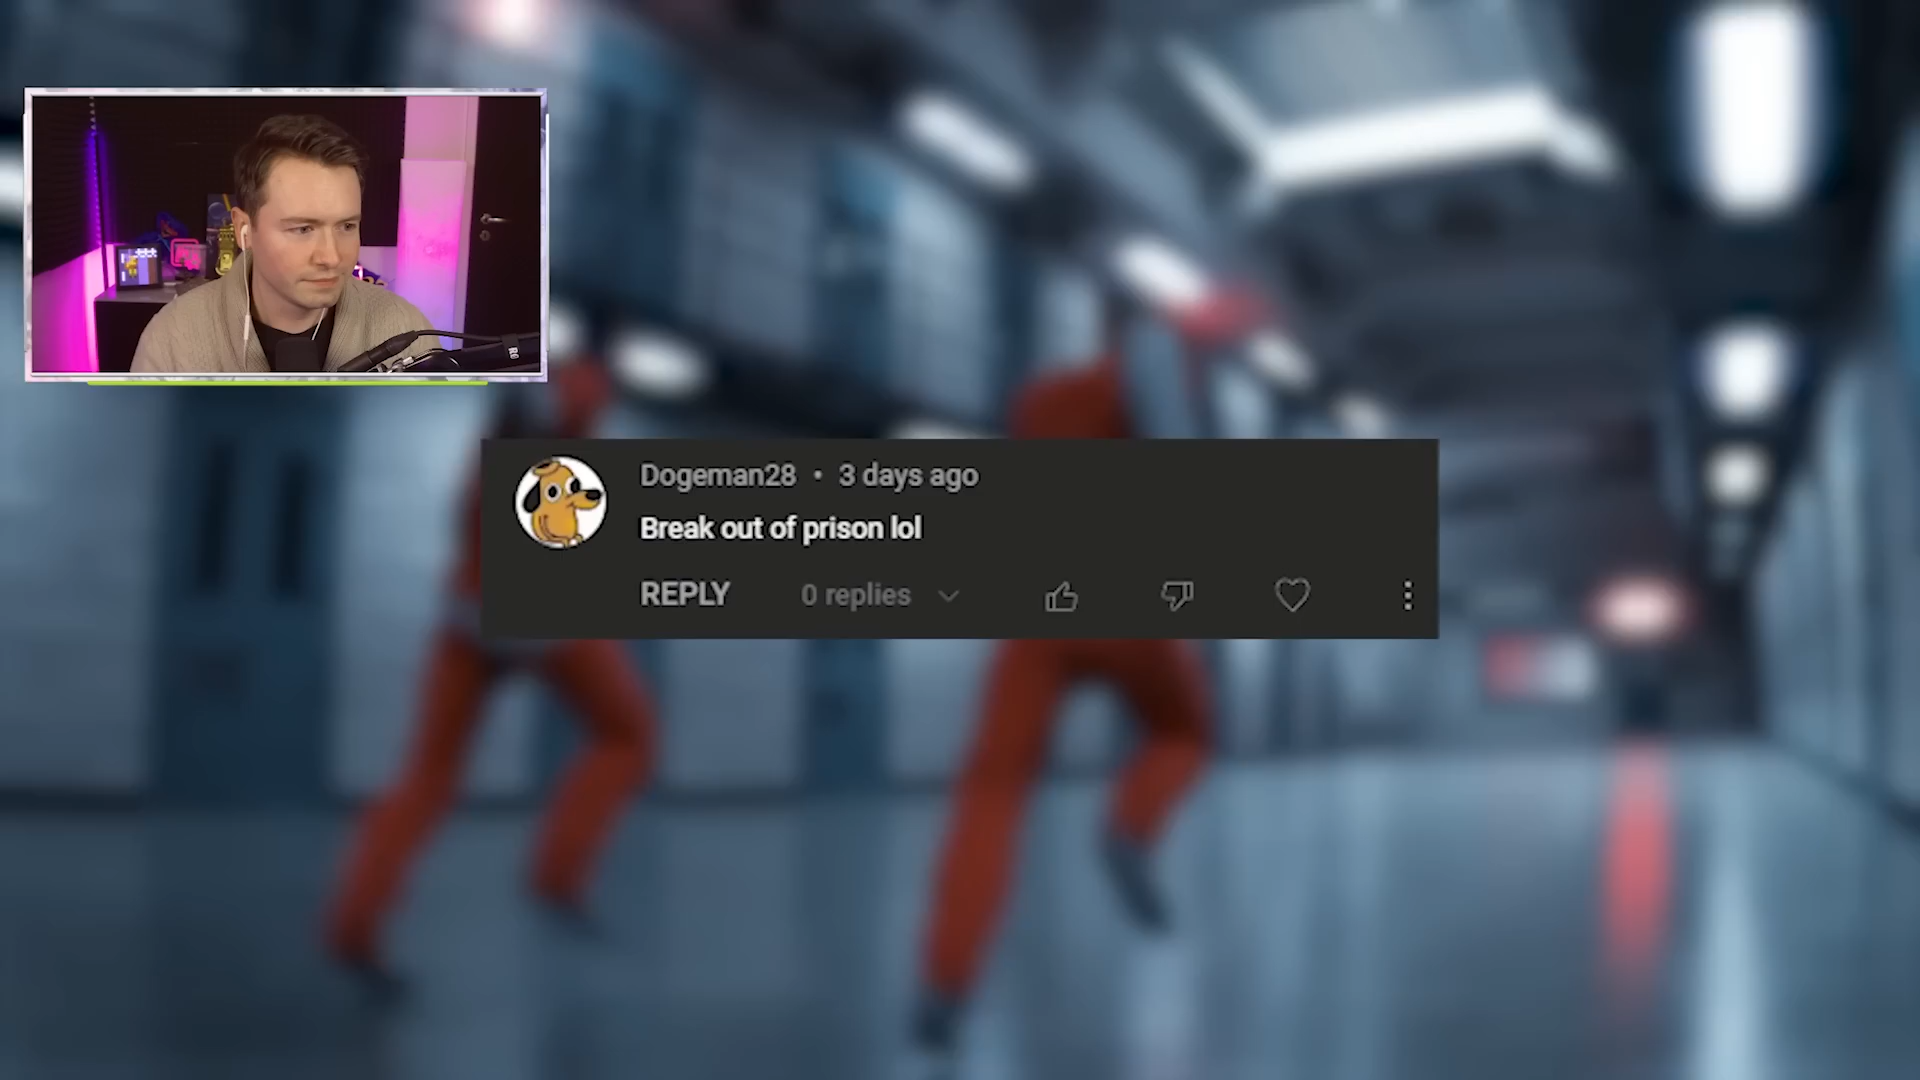 Dogeman28 • 3 days ago
Break out of prison lol
REPLY 0 replies